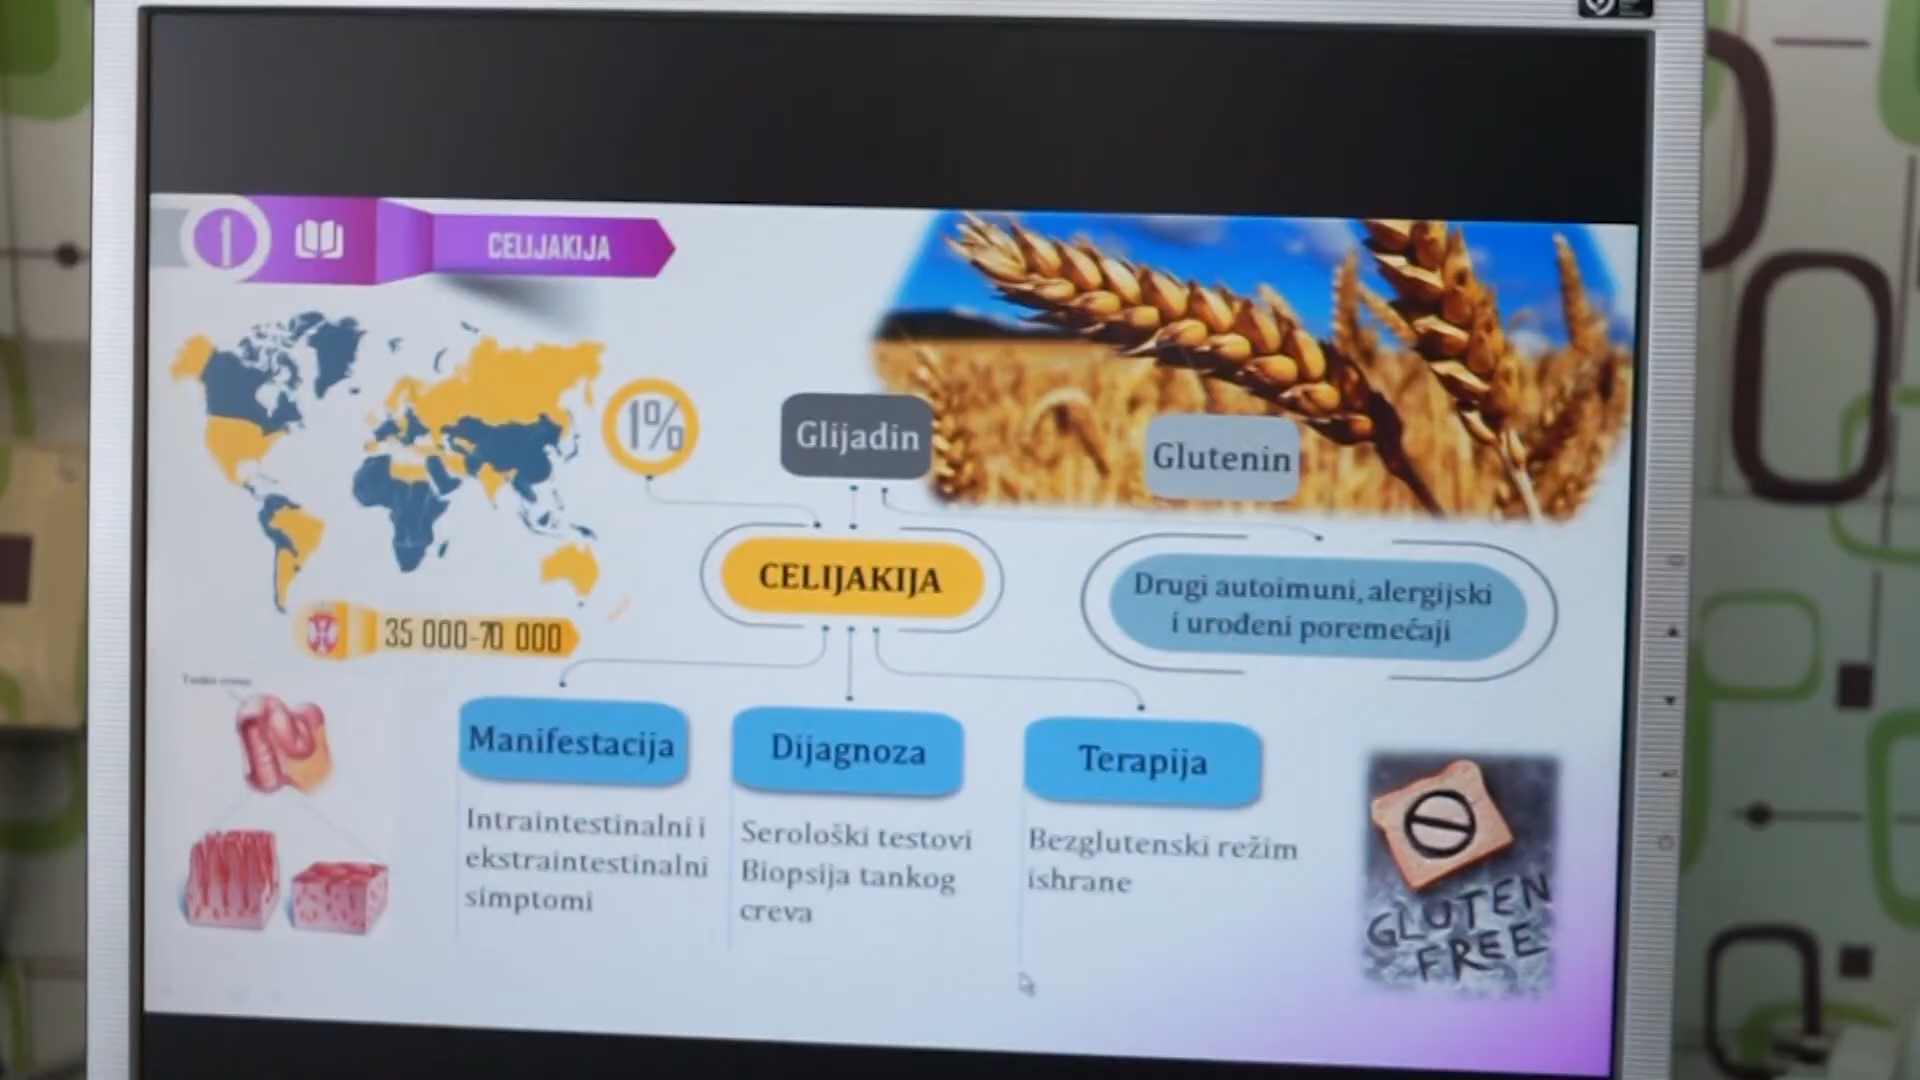 1
CELIJAKIJA
1%
Glijadin
Glutenin
CELIJAKIJA
Drugi autoimuni, alergijski
i urođeni poremećaji
35 000-70 000
Manifestacija
Intraintestinalni i
ekstraintestinalni
simptomi
Dijagnoza
Serološki testovi
Biopsija tankog
creva
Terapija
Bezglutenski režim
ishrane
GLUTEN
FREE